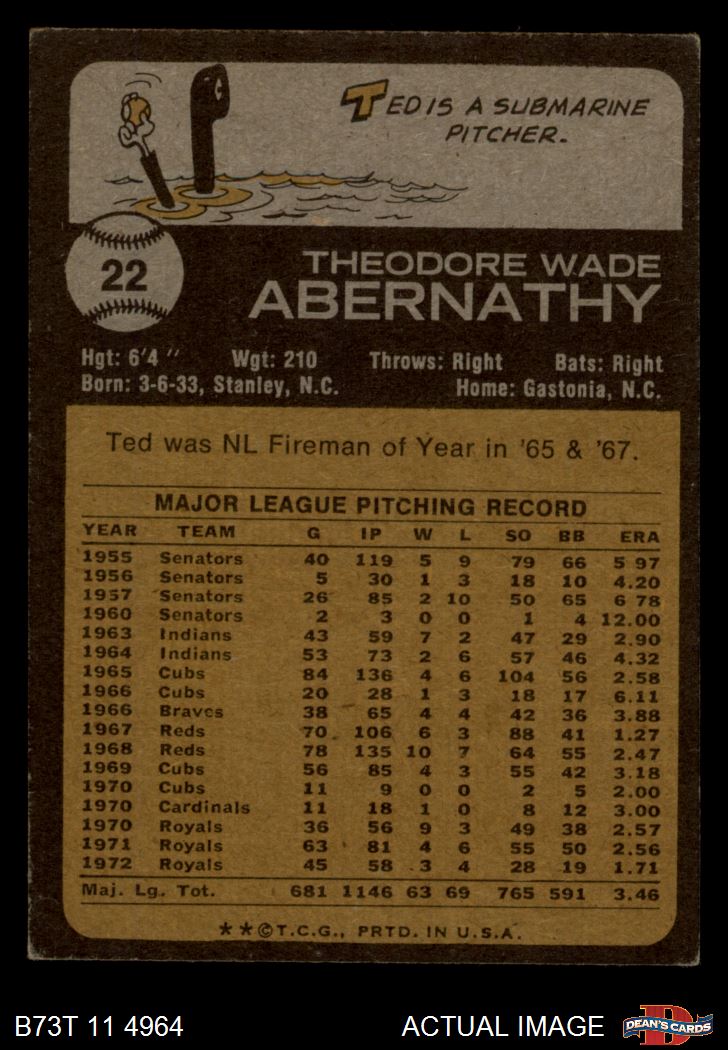 TED IS A SUBMARINE
PITCHER.
22
THEODORE WADE
ABERNATHY
Hgt: 6'4" Wgt: 210 Throws: Right Bats: Right
Born: 3-6-33, Stanley, N.C. Home: Gastonia, N.C.
Ted was NL Fireman of Year in '65 & '67.
MAJOR LEAGUE PITCHING RECORD
YEAR TEAM G IP W L SO BB ERA
1955 Senators 40 119 5 9 79 66 5 97
1956 Senators 5 30 1 3 18 10 4.20
1957 Senators 26 85 2 10 50 65 6 78
1960 Senators 2 3 0 0 1 4 12.00
1963 Indians 43 59 7 2 47 29 2.90
1964 Indians 53 73 2 6 57 46 4.32
1965 Cubs 84 136 4 6 104 56 2.58
1966 Cubs 20 28 1 3 18 17 6.11
1966 Braves 38 65 4 4 42 36 3.88
1967 Reds 70 106 6 3 88 41 1.27
1968 Reds 78 135 10 7 64 55 2.47
1969 Cubs 56 85 4 3 55 42 3.18
1970 Cubs 11 9 0 0 2 5 2.00
1970 Cardinals 11 18 1 0 8 12 3.00
1970 Royals 36 56 9 3 49 38 2.57
1971 Royals 63 81 4 6 55 50 2.56
1972 Royals 45 58 3 4 28 19 1.71
Maj. Lg. Tot. 681 1146 63 69 765 591 3.46
★★©T.C.G., PRTD. IN U.S.A.
B73T 11 4964 ACTUAL IMAGE D DEAN'S CARDS